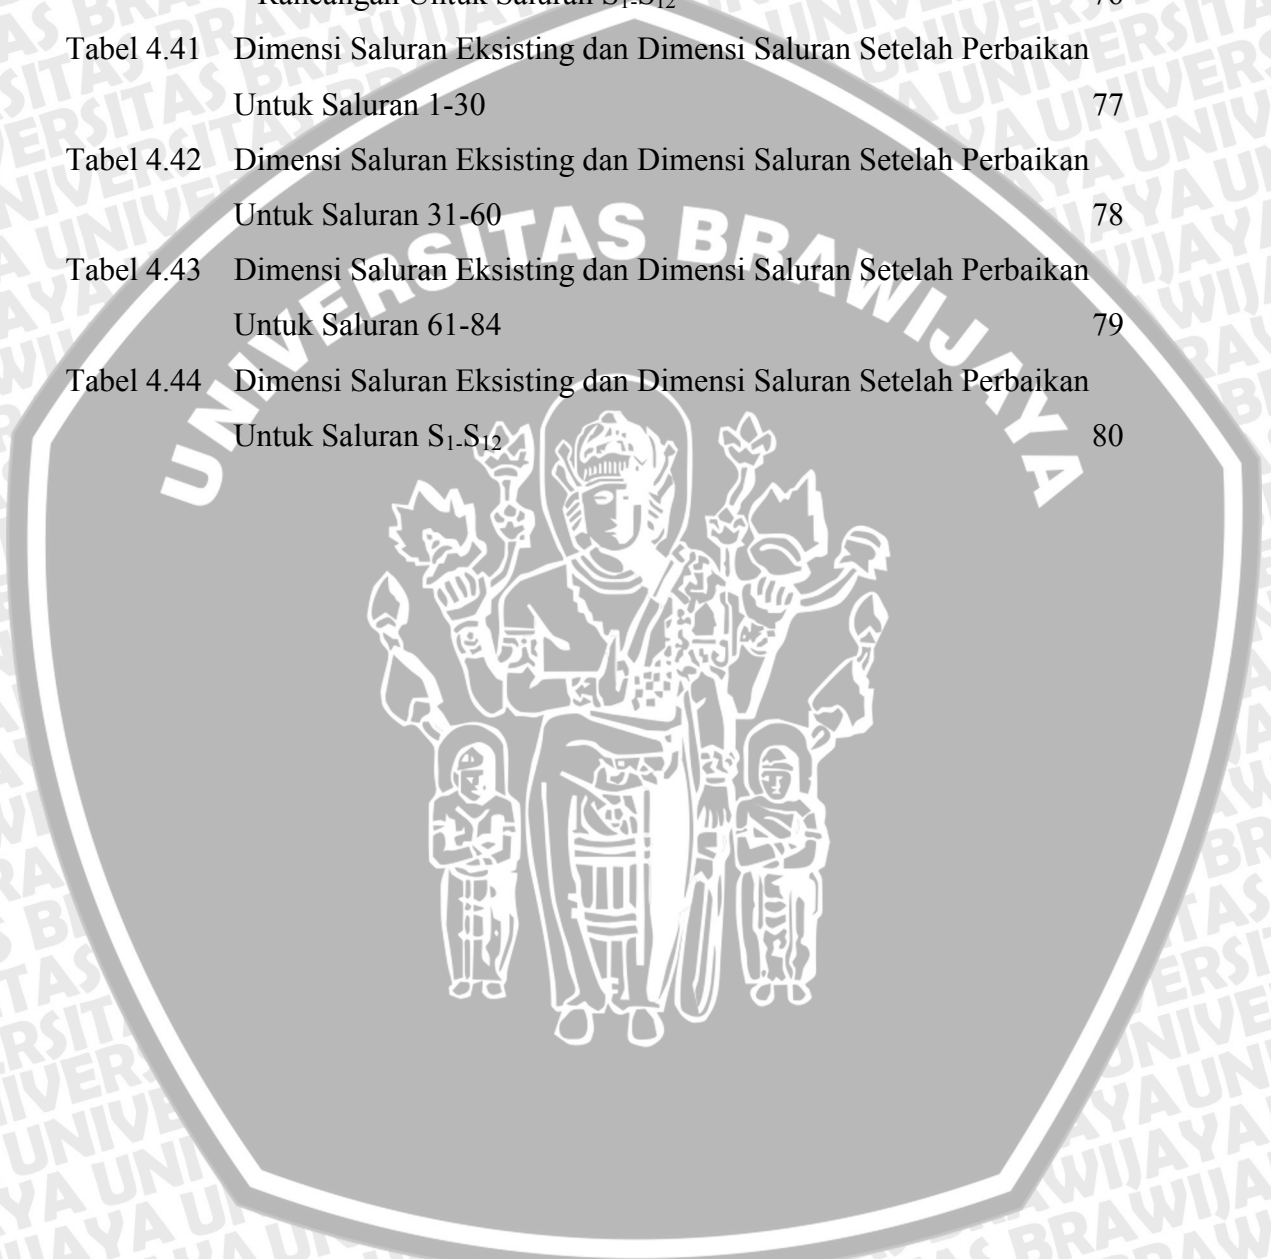 Rancangan Untuk Saluran S1-S12 76
Tabel 4.41 Dimensi Saluran Eksisting dan Dimensi Saluran Setelah Perbaikan
Untuk Saluran 1-30 77
Tabel 4.42 Dimensi Saluran Eksisting dan Dimensi Saluran Setelah Perbaikan
Untuk Saluran 31-60 78
Tabel 4.43 Dimensi Saluran Eksisting dan Dimensi Saluran Setelah Perbaikan
Untuk Saluran 61-84 79
Tabel 4.44 Dimensi Saluran Eksisting dan Dimensi Saluran Setelah Perbaikan
Untuk Saluran S1-S12 80
UNIVERSITAS BRAWIJAYA